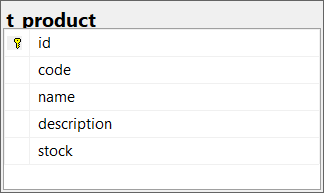 t_product
id
code
name
description
stock